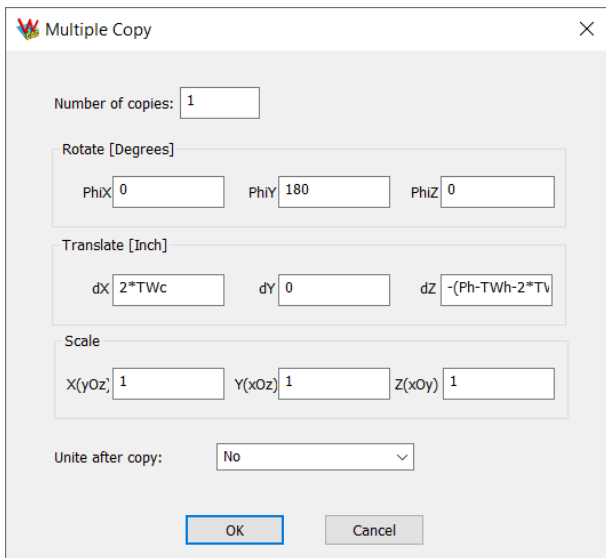 Multiple Copy
Number of copies: 1
Rotate [Degrees]
PhiX 0 PhiY 180 PhiZ 0
Translate [Inch]
dX 2*TWc dY 0 dZ -(Ph-TWh-2*TV
Scale
X(yOz) 1 Y(xOz) 1 Z(xOy) 1
Unite after copy: No
OK Cancel